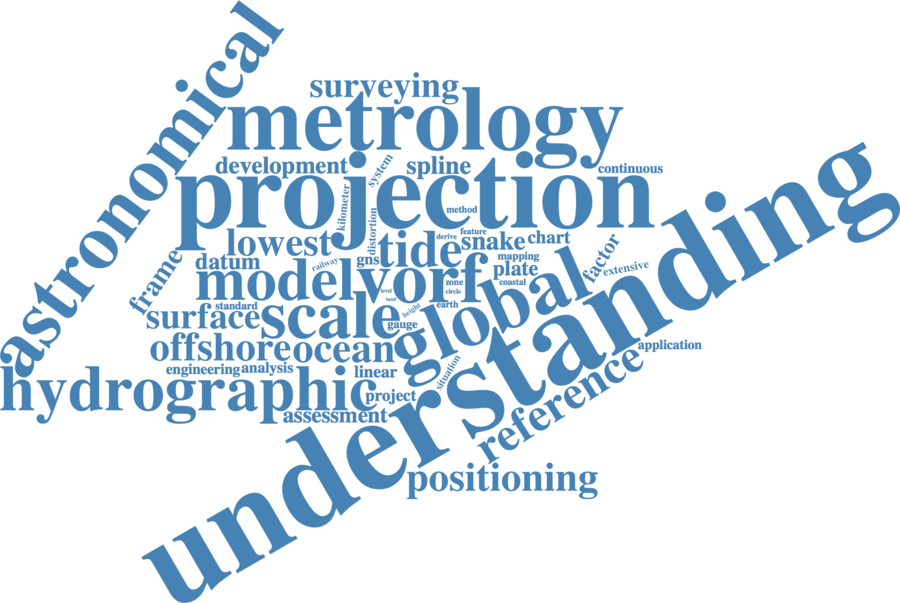 astronomical
surveying
metrology
development
system
spline
continuous
projection
kilometer
method
distortion
lowest
tide
derive
feature
snake
chart
frame
datum
railway
gns
mapping
plate
factor
extensive
model
vorf
zone
coastal
level
circle
global
understanding
standard
surface
scale
height
earth
gauge
offshore
ocean
application
engineering
analysis
linear
situation
reference
hydrographic
project
assessment
positioning